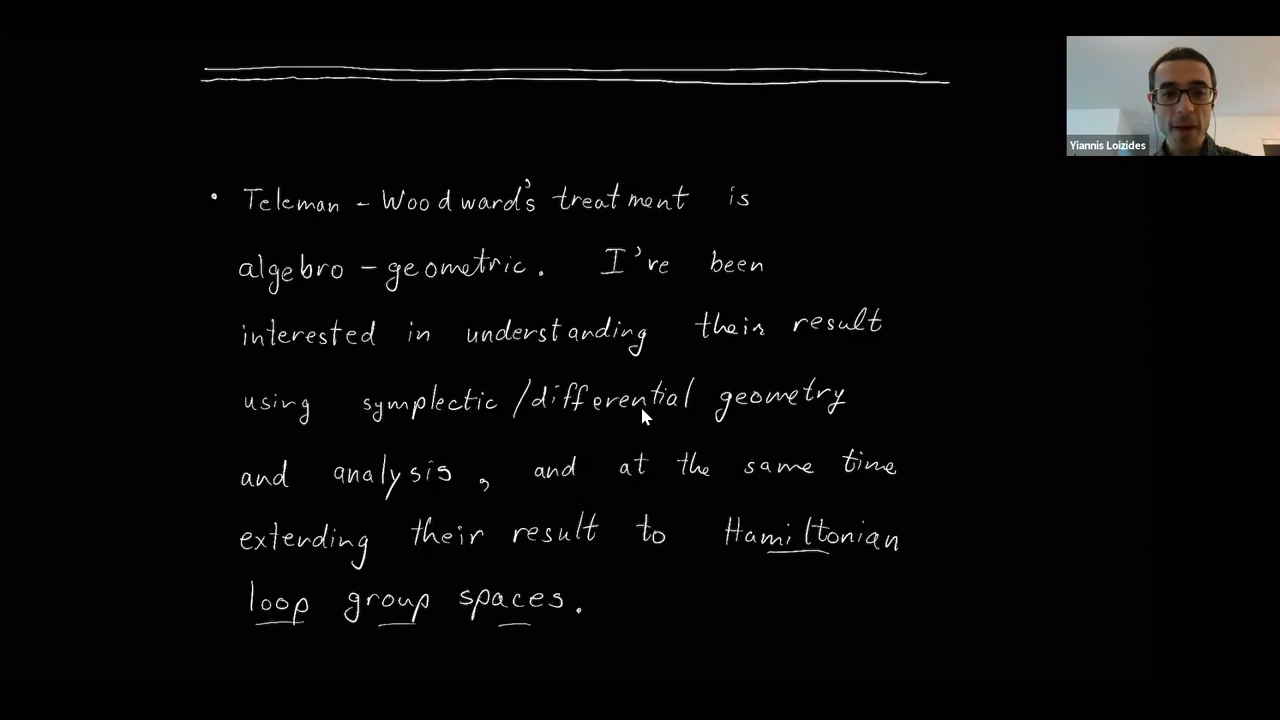 Yiannis Loizides
• Teleman - Woodward's treatment is
algebro - geometric. I've been
interested in understanding their result
using symplectic / differential geometry
and analysis, and at the same time
extending their result to Hamiltonian
loop group spaces.